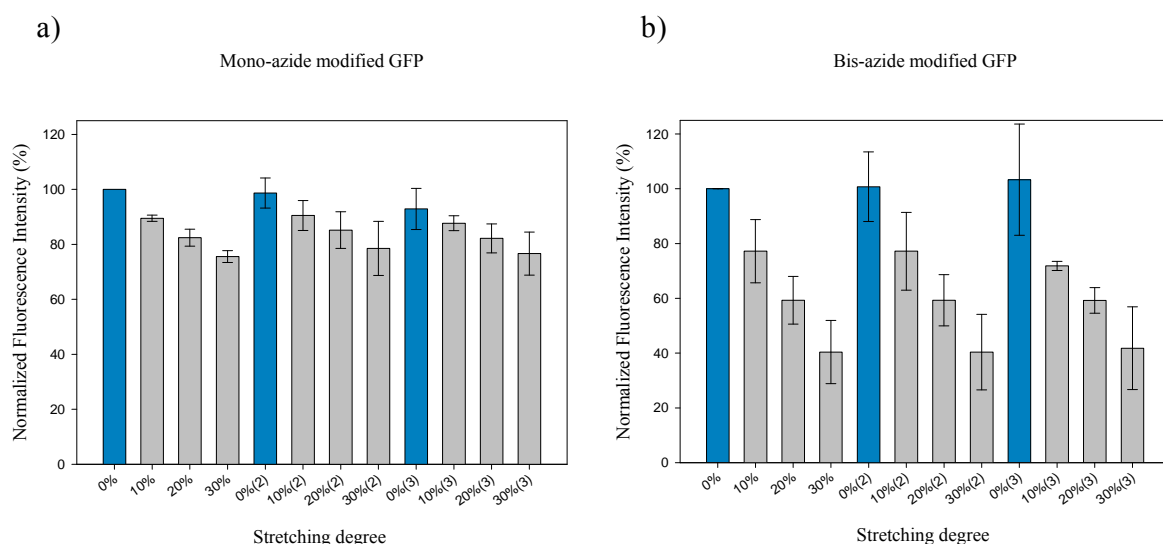 a)
Mono-azide modified GFP
Normalized Fluorescence Intensity (%)
120
100
80
60
40
20
0
0% 10% 20% 30% 0%(2) 10%(2) 20%(2) 30%(2) 0%(3) 10%(3) 20%(3) 30%(3)
Stretching degree
b)
Bis-azide modified GFP
Normalized Fluorescence Intensity (%)
120
100
80
60
40
20
0
0% 10% 20% 30% 0%(2) 10%(2) 20%(2) 30%(2) 0%(3) 10%(3) 20%(3) 30%(3)
Stretching degree